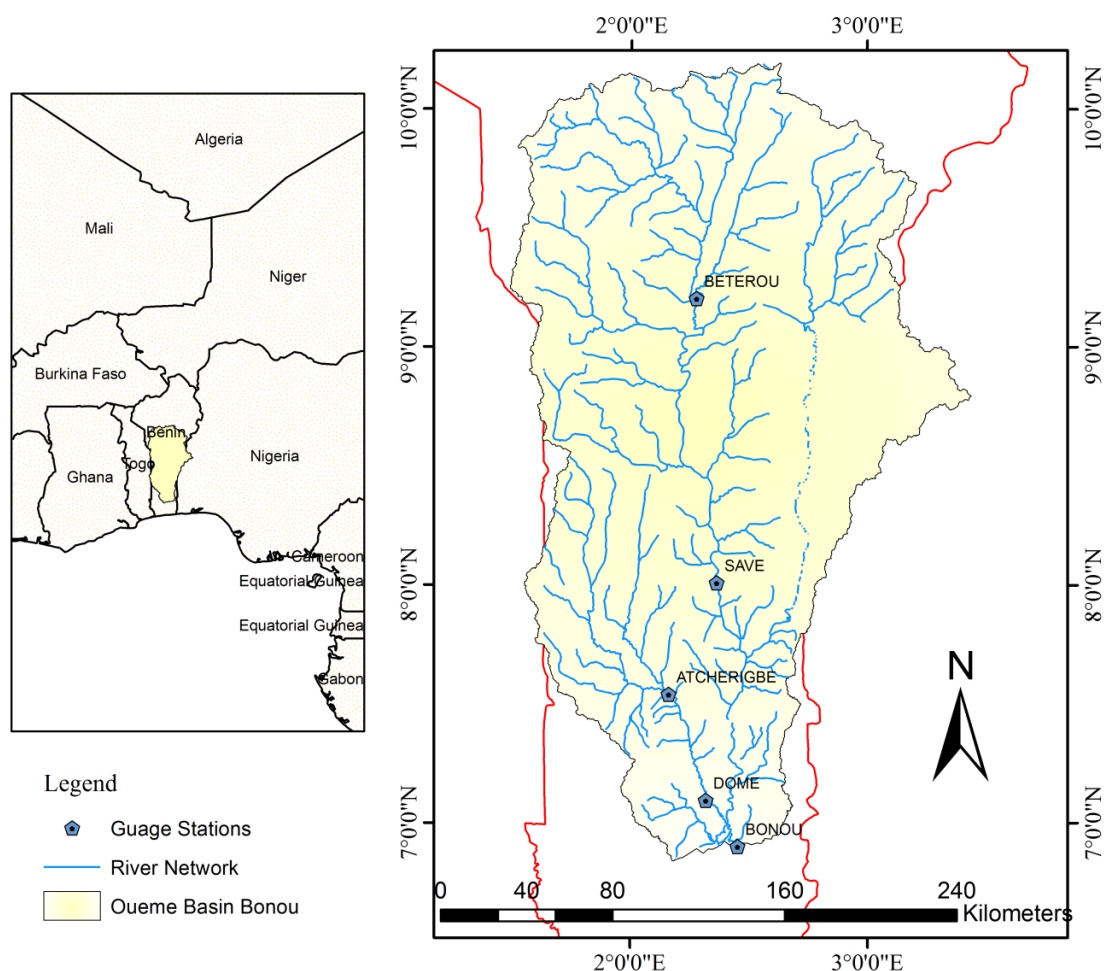 Algeria
Mali
Niger
Burkina Faso
Benin
Togo
Ghana
Nigeria
Cameroon
Equatorial Guinea
Equatorial Guinea
Gabon
Legend
Guage Stations
River Network
Oueme Basin Bonou
2°0'0"E 3°0'0"E
10°0'0"N 10°0'0"N
BETEROU
9°0'0"N 9°0'0"N
SAVE
8°0'0"N 8°0'0"N
ATCHERIGBE
N
DOME
7°0'0"N 7°0'0"N
BONOU
0 40 80 160 240
Kilometers
2°0'0"E 3°0'0"E